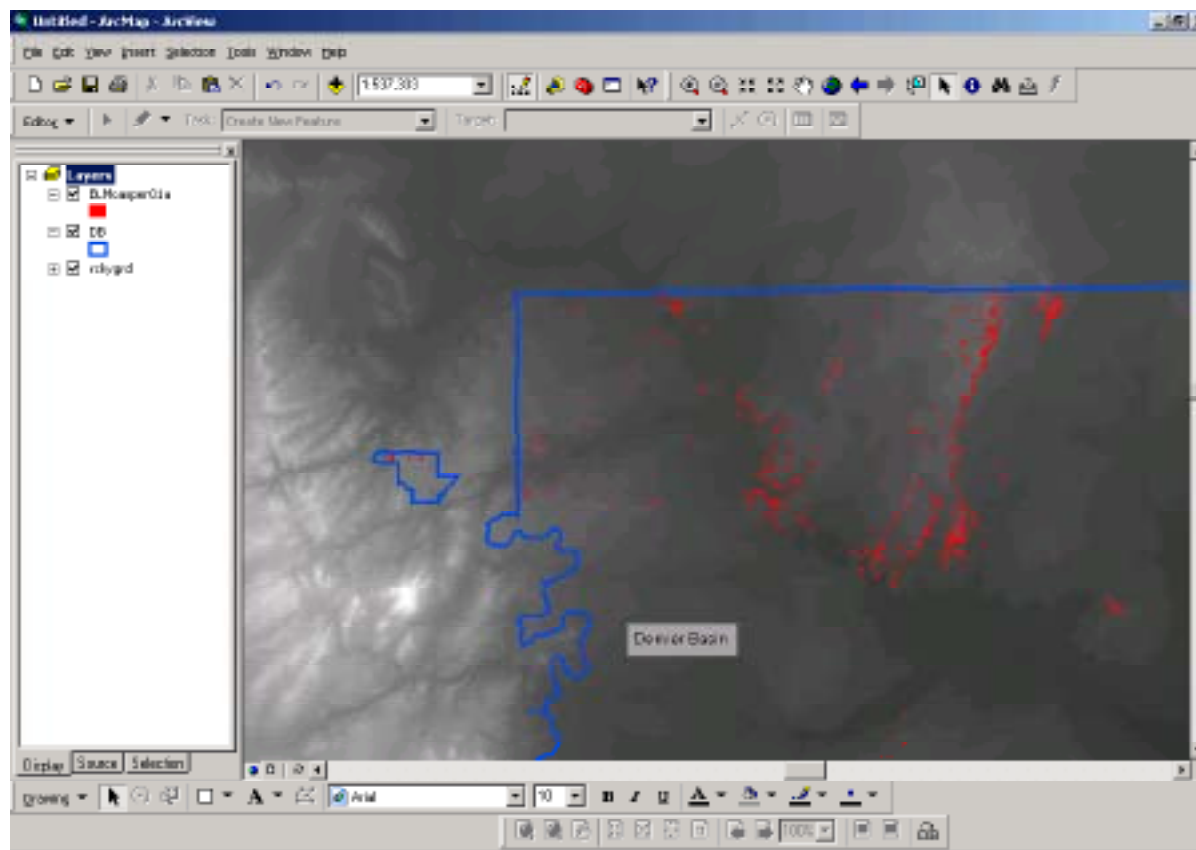 Untitled - ArcMap - ArcView
File Edit View Insert Selection Tools Window Help
1:537,383
Editor Task: Create New Feature Target:
Layers
DB
Denver Basin
Display Source Selection
Drawing A Arial 10 B I U A
100%